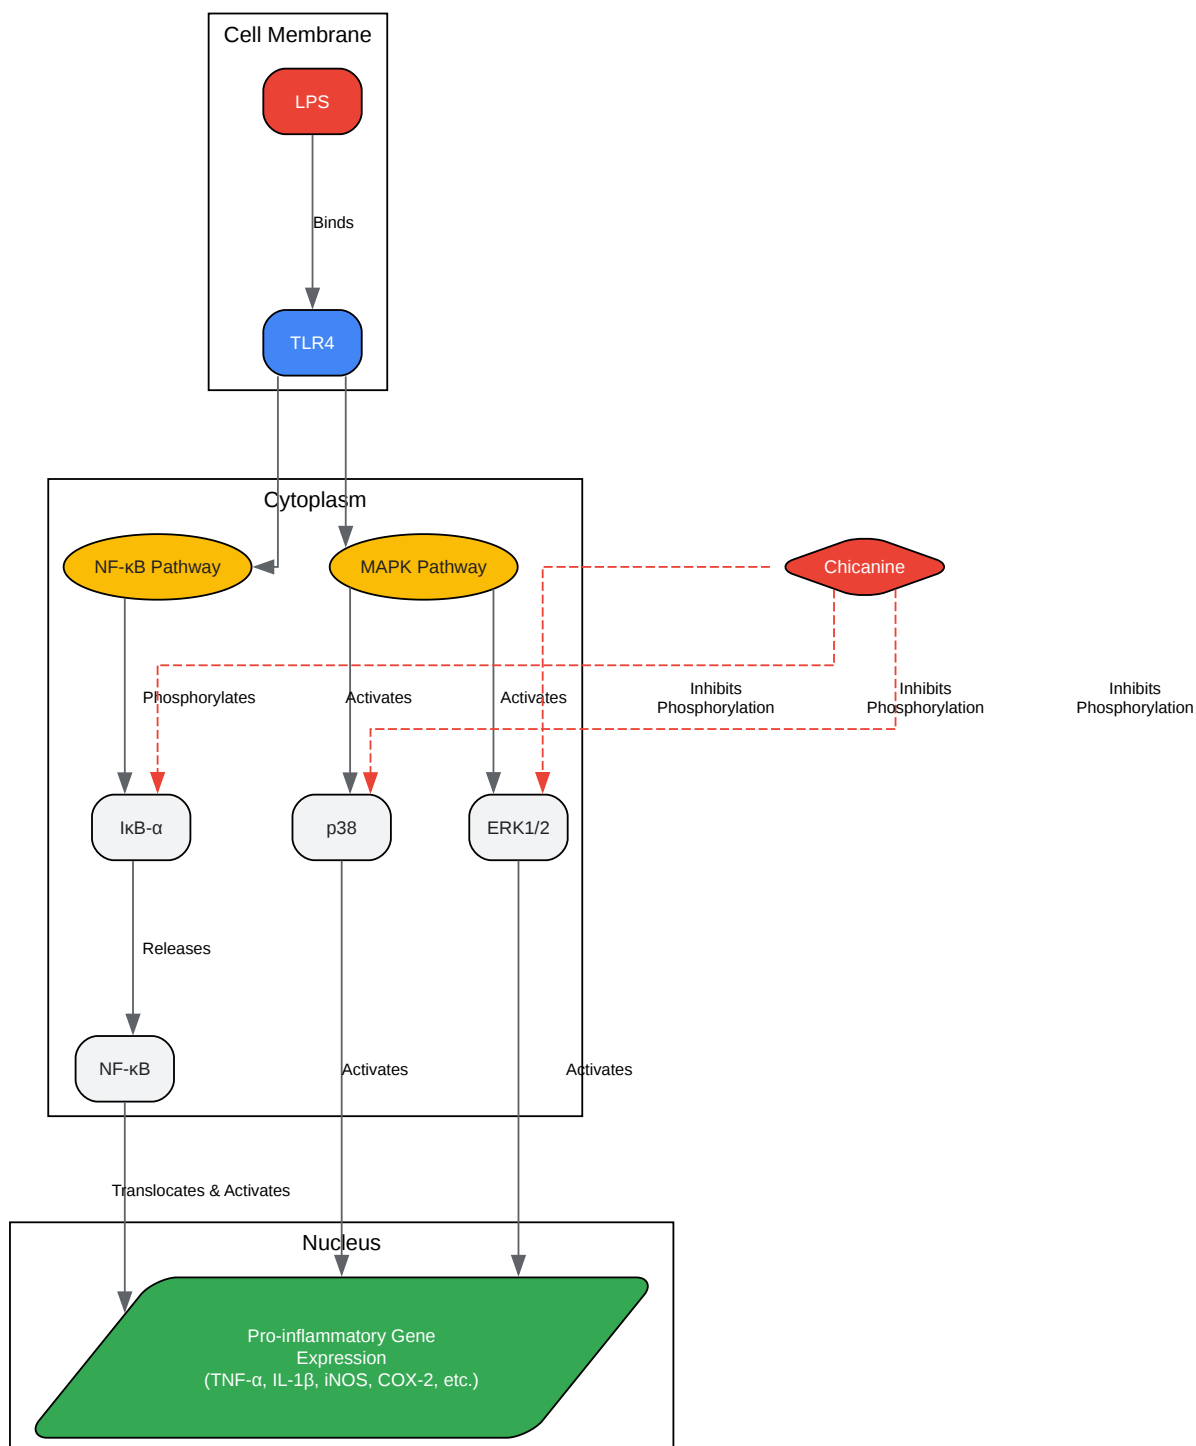 Cell Membrane
LPS
Binds
TLR4
Cytoplasm
NF-κB Pathway
MAPK Pathway
Chicanine
Phosphorylates
Activates
Activates
Inhibits
Phosphorylation
Inhibits
Phosphorylation
Inhibits
Phosphorylation
IκB-α
p38
ERK1/2
Releases
NF-κB
Activates
Activates
Translocates & Activates
Nucleus
Pro-inflammatory Gene
Expression
(TNF-α, IL-1β, iNOS, COX-2, etc.)